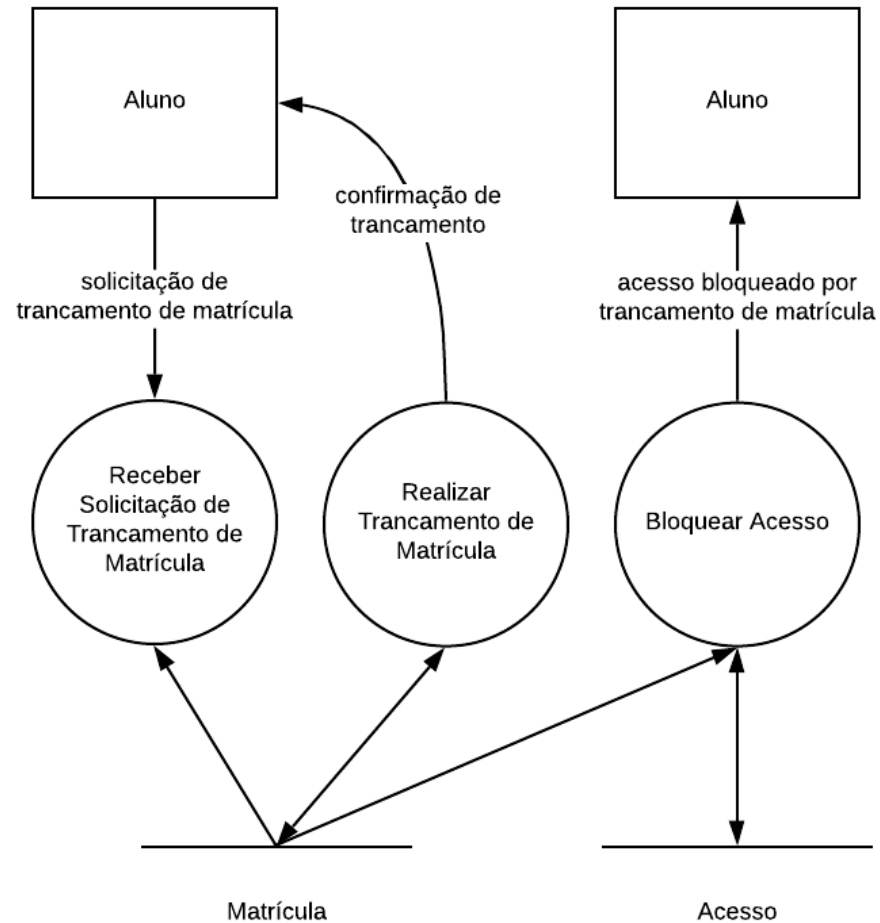 Aluno
Aluno
confirmação de
trancamento
solicitação de
trancamento de matrícula
acesso bloqueado por
trancamento de matrícula
Receber
Solicitação de
Trancamento de
Matrícula
Realizar
Trancamento de
Matrícula
Bloquear Acesso
Matrícula
Acesso